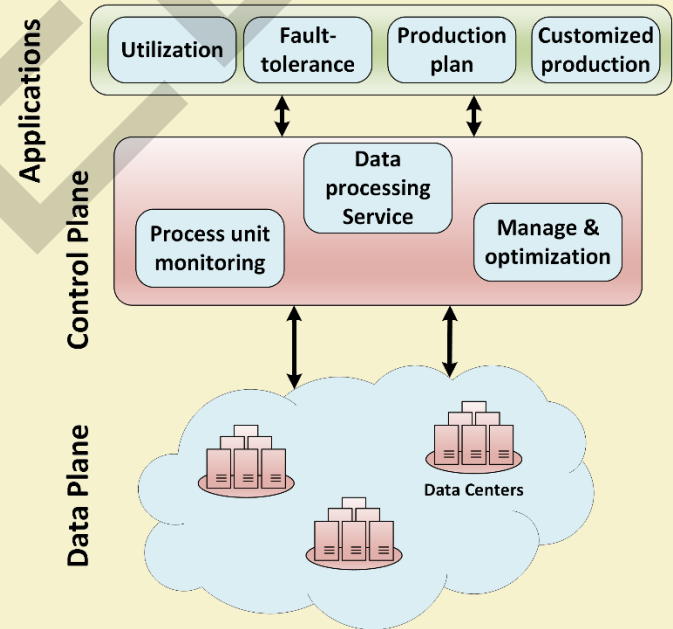 Applications
Utilization
Fault-
tolerance
Production
plan
Customized
production
Control Plane
Data
processing
Service
Process unit
monitoring
Manage &
optimization
Data Plane
Data Centers